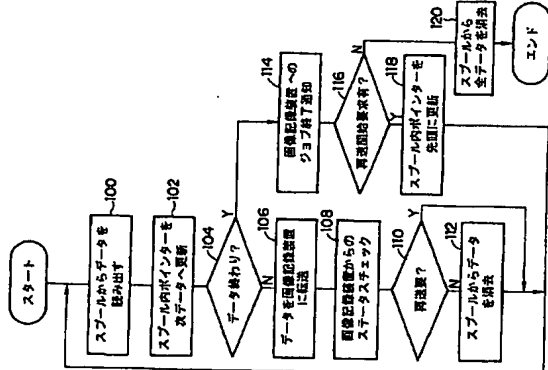 スタート
100
スプールからデータを
読み出す
102
スプール内ポインターを
次データへ更新
104
データ終わり?
Y
N
106
データを画像記録装置
に転送
108
画像記録装置からの
ステータスチェック
110
再送要?
Y
N
112
スプールからデータ
を消去
114
画像記録装置への
ジョブ終了通知
116
再送開始要求有?
N
Y
118
スプール内ポインターを
先頭に更新
120
スプールから
全データを消去
エンド